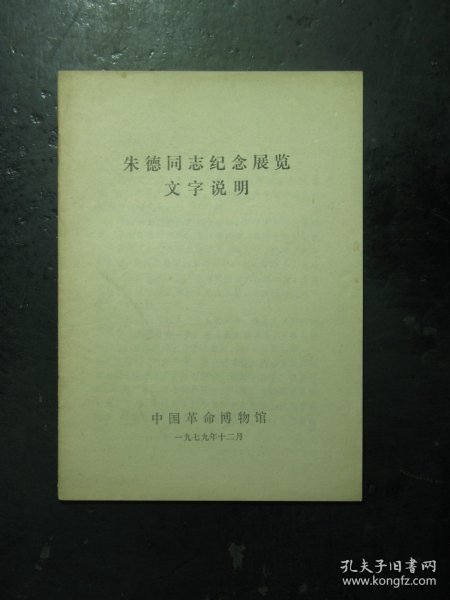 朱德同志纪念展览
文字说明
中国革命博物馆
一九七九年十二月
孔夫子旧书网
www.kongfz.com